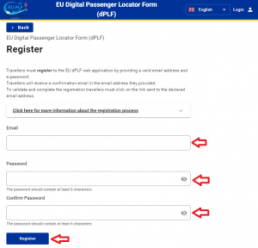 EU Digital Passenger Locator Form
(dPLF)
English
Login
Back
EU Digital Passenger Locator Form (dPLF)
Register
Travellers must register to the EU dPLF web application by providing a valid email address and
a password.
Travellers will receive a confirmation email in the email address they provided.
To validate and complete the registration travellers must click on the link sent to the declared
email address.
Click here for more information about the registration process
Email
Password
The password should contain at least 8 characters
Confirm Password
The password should contain at least 8 characters
Register